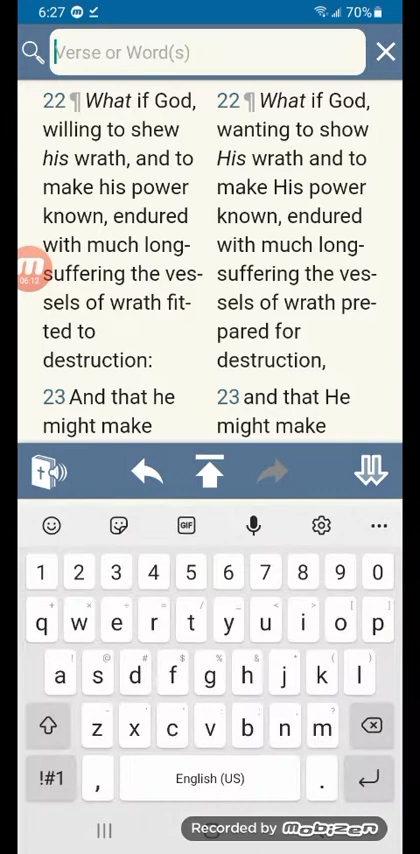 6:27 70%
Verse or Word(s)
22 ¶ What if God,
willing to shew
his wrath, and to
make his power
known, endured
with much long-
suffering the ves-
sels of wrath fit-
ted to
destruction:
23 And that he
might make
22 ¶ What if God,
wanting to show
His wrath and to
make His power
known, endured
with much long-
suffering the ves-
sels of wrath pre-
pared for
destruction,
23 and that He
might make
06:12
GIF
1 2 3 4 5 6 7 8 9 0
q w e r t y u i o p
a s d f g h j k l
z x c v b n m
!#1 , English (US) .
Recorded by mobizen